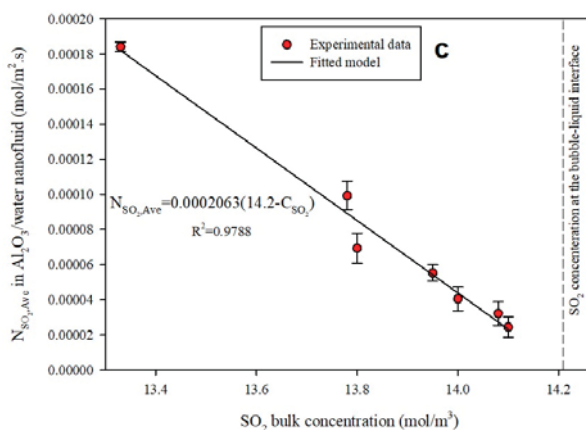 0.00020
0.00018
0.00016
0.00014
0.00012
0.00010
0.00008
0.00006
0.00004
0.00002
0.00000
N_SO₂,Ave in Al₂O₃/water nanofluid (mol/m².s)
Experimental data
Fitted model
C
N_SO₂,Ave=0.0002063(14.2-C_SO₂)
R²=0.9788
SO₂ concentration at the bubble-liquid interface
13.4 13.6 13.8 14.0 14.2
SO₂ bulk concentration (mol/m³)